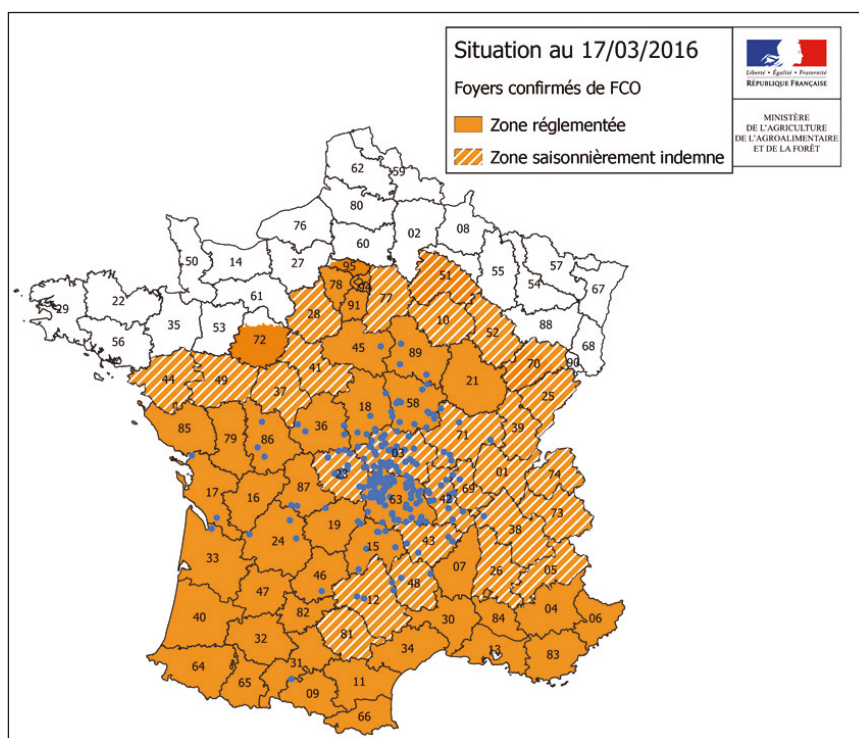 Situation au 17/03/2016
Foyers confirmés de FCO
Zone réglementée
Zone saisonnièrement indemne
Liberté • Égalité • Fraternité
RÉPUBLIQUE FRANÇAISE
MINISTÈRE
DE L'AGRICULTURE
DE L'AGROALIMENTAIRE
ET DE LA FORÊT
62 59
80
76 02 08
50 14 27 60
95 51 55 57
54 67
29 22 61 78 77
35 53 28 91 10 88
56 72 52 68
45 89 70 90
44 49 41 21 25
37
18 58
85 79 86 36 71 39
03 01 74
23
17 16 87 63 42 69
19 38 73
24 15 43
33 26 05
46 48 07
47 12 04
40 82 30 84 06
32 81
64 31 34 13 83
65 09 11
66